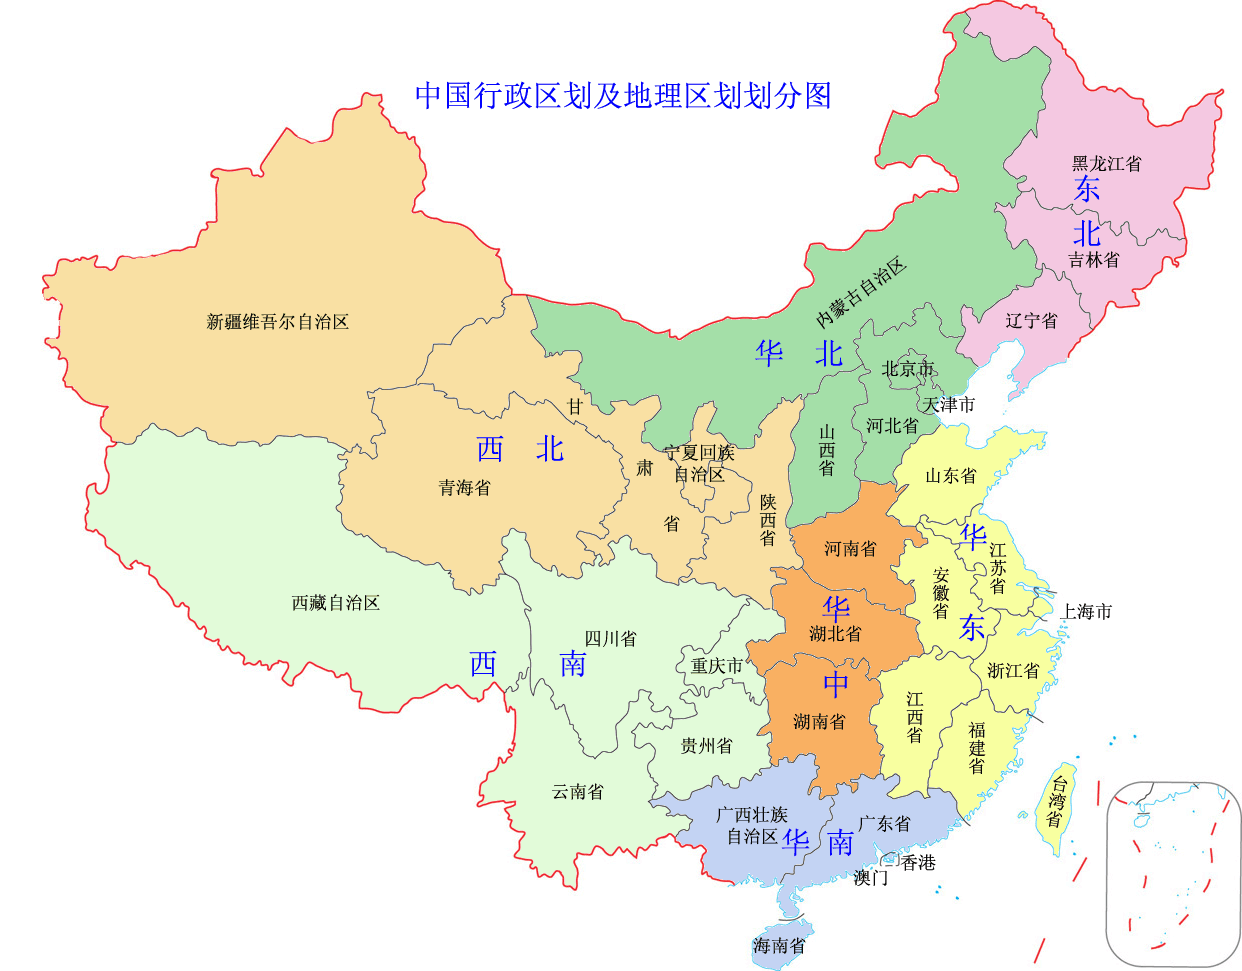 中国行政区划及地理区划划分图
黑龙江省
东
北
吉林省
辽宁省
内蒙古自治区
华北
北京市
天津市
河北省
山西省
新疆维吾尔自治区
甘
肃
省
西北
青海省
宁夏回族
自治区
陕西省
山东省
华
东
江苏省
安徽省
上海市
浙江省
江西省
福建省
台湾省
河南省
华
湖北省
中
湖南省
西藏自治区
西南
四川省
重庆市
贵州省
云南省
广西壮族
自治区
华南
广东省
香港
澳门
海南省